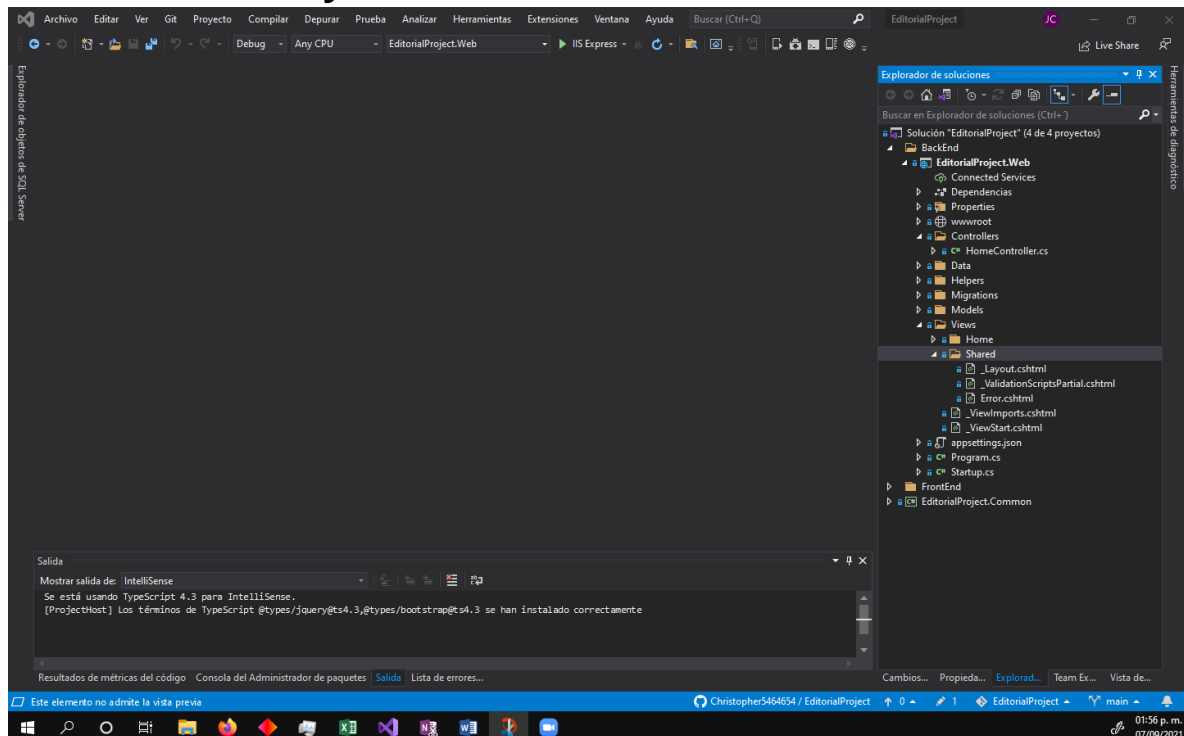 Archivo Editar Ver Git Proyecto Compilar Depurar Prueba Analizar Herramientas Extensiones Ventana Ayuda Buscar (Ctrl+Q) EditorialProject JC
Debug Any CPU EditorialProject.Web IIS Express Live Share
Explorador de objetos de SQL Server
Herramientas de diagnóstico
Explorador de soluciones
Buscar en Explorador de soluciones (Ctrl+¨)
Solución "EditorialProject" (4 de 4 proyectos)
BackEnd
EditorialProject.Web
Connected Services
Dependencias
Properties
wwwroot
Controllers
C# HomeController.cs
Data
Helpers
Migrations
Models
Views
Home
Shared
_Layout.cshtml
_ValidationScriptsPartial.cshtml
Error.cshtml
_ViewImports.cshtml
_ViewStart.cshtml
appsettings.json
C# Program.cs
C# Startup.cs
FrontEnd
C# EditorialProject.Common
Salida
Mostrar salida de: IntelliSense
Se está usando TypeScript 4.3 para IntelliSense.
[ProjectHost] Los términos de TypeScript @types/jquery@ts4.3,@types/bootstrap@ts4.3 se han instalado correctamente
Resultados de métricas del código Consola del Administrador de paquetes Salida Lista de errores...
Cambios... Propieda... Explorad... Team Ex... Vista de...
Este elemento no admite la vista previa
Christopher5464654 / EditorialProject 0 1 EditorialProject main
01:56 p. m.
07/09/2021